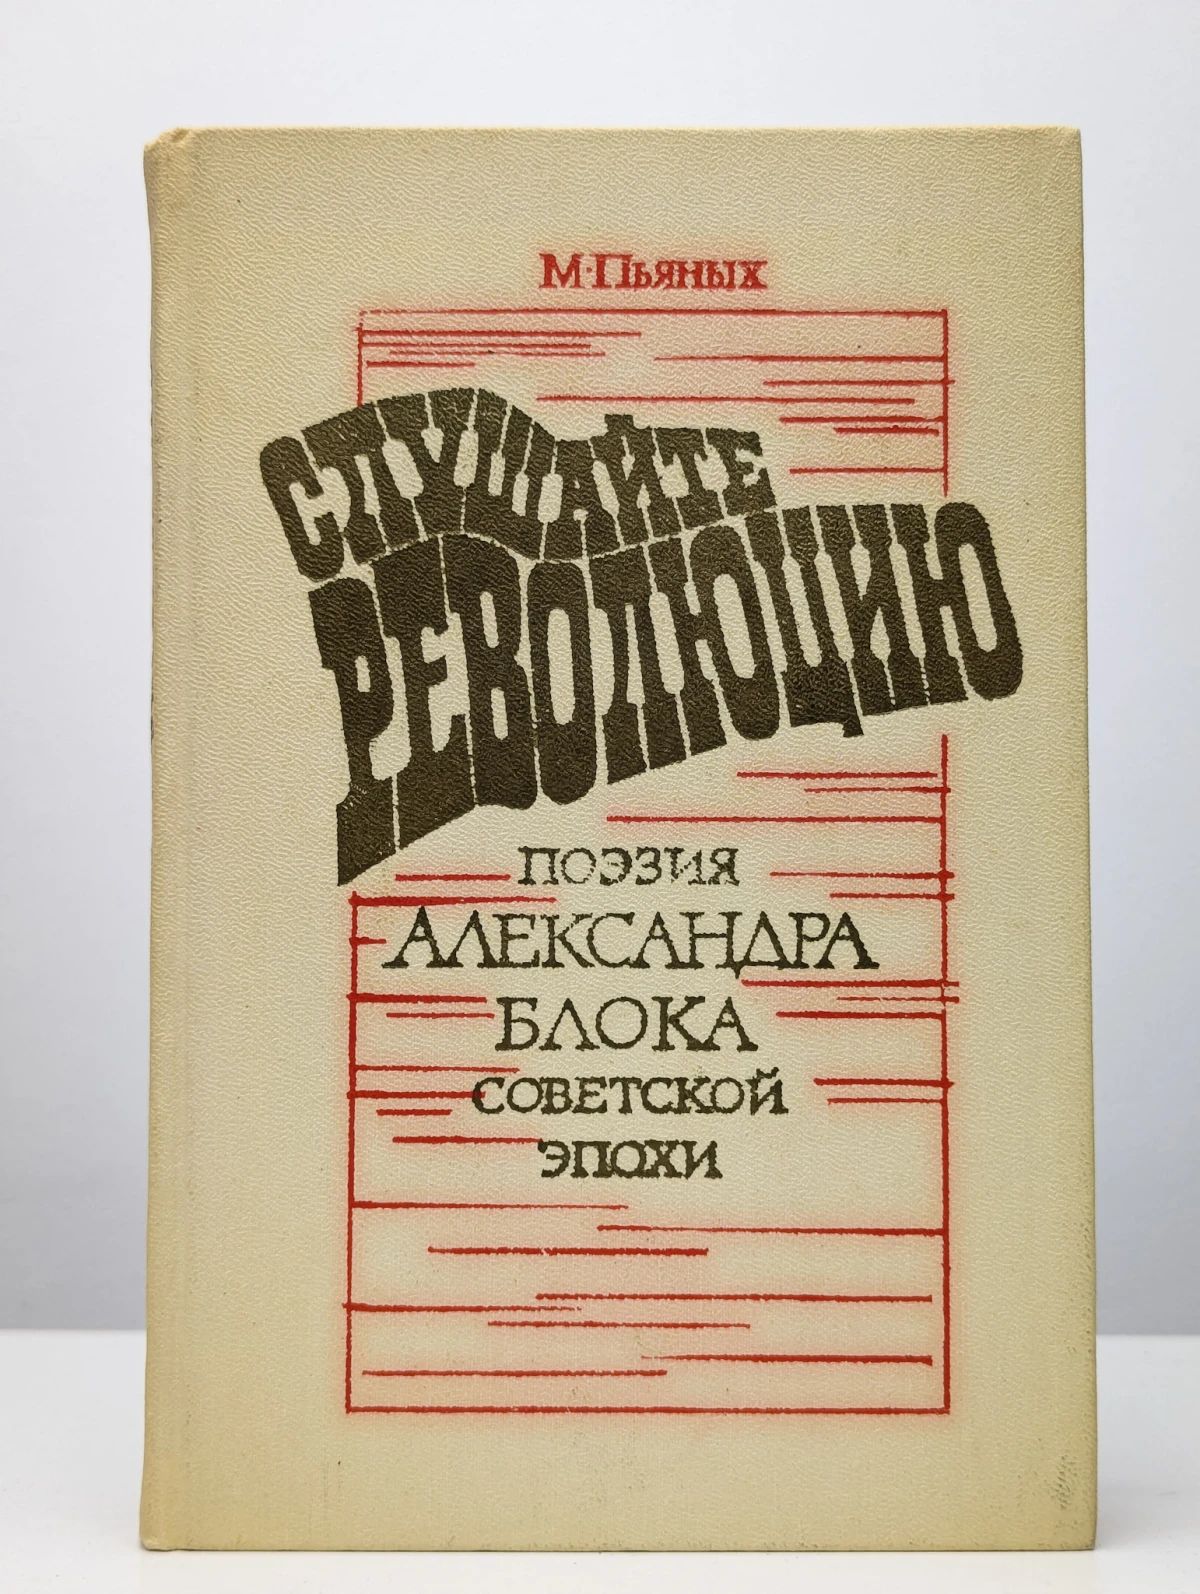 М·Пьяных
СЛУШАЙТЕ
РЕВОЛЮЦИЮ
ПОЭЗИЯ
АЛЕКСАНДРА
БЛОКА
СОВЕТСКОЙ
ЭПОХИ